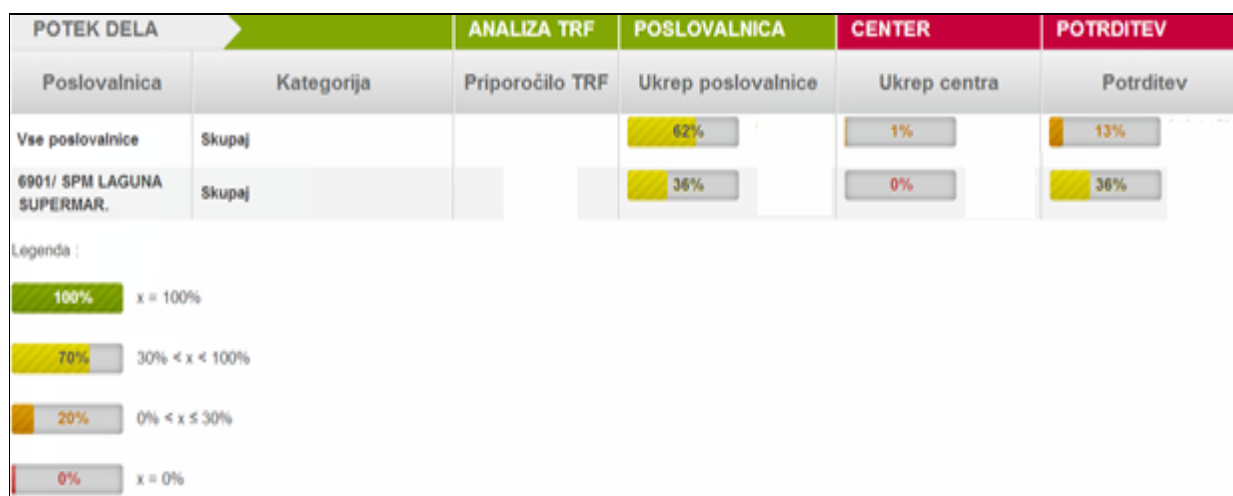 POTEK DELA ANALIZA TRF POSLOVALNICA CENTER POTRDITEV
Poslovalnica Kategorija Priporočilo TRF Ukrep poslovalnice Ukrep centra Potrditev
Vse poslovalnice Skupaj 62% 1% 13%
6901/ SPM LAGUNA
SUPERMAR. Skupaj 36% 0% 36%
Legenda :
100% x = 100%
70% 30% < x < 100%
20% 0% < x ≤ 30%
0% x = 0%